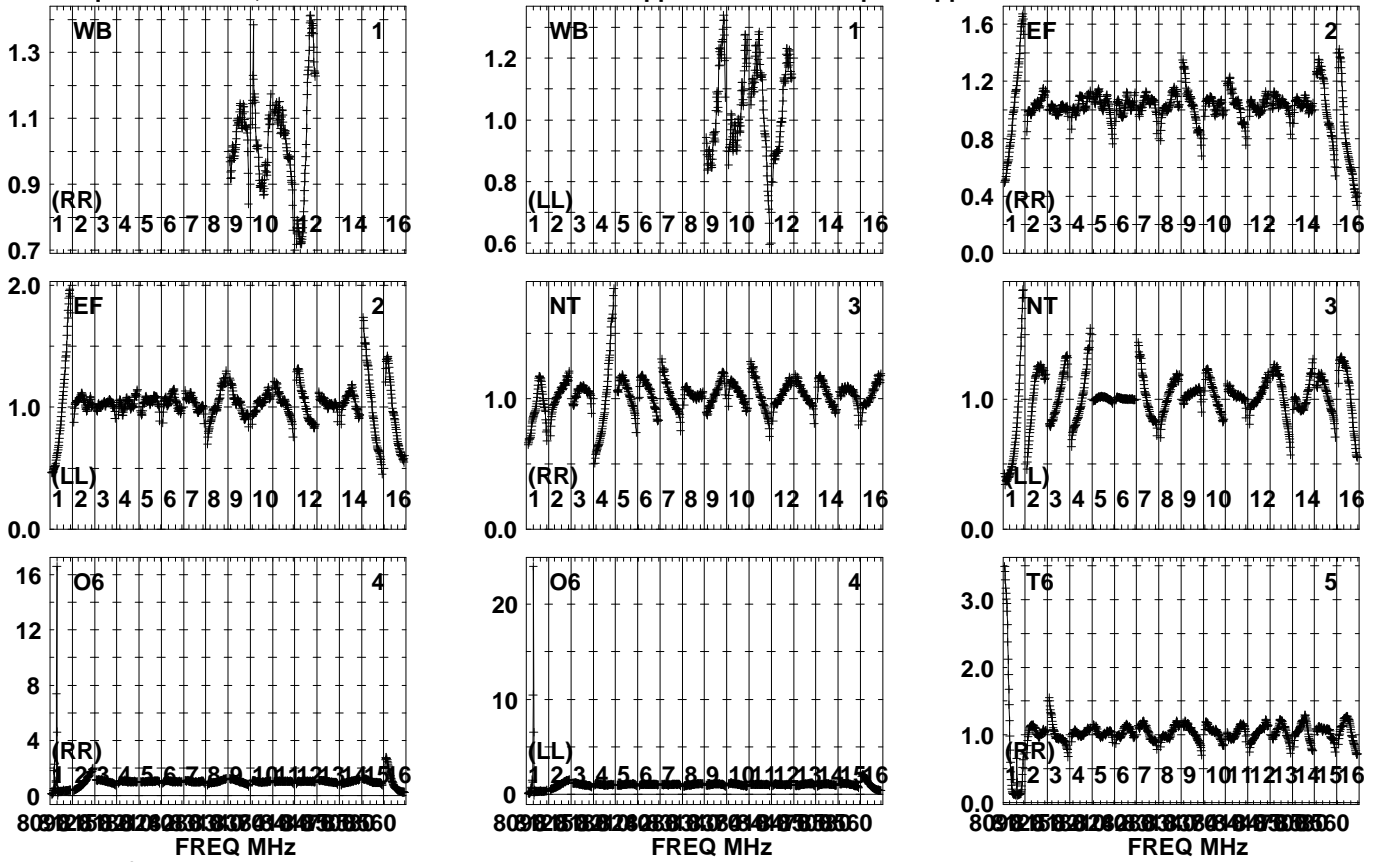 WB 1
1.3
1.1
0.9
0.7
(RR)
1 2 3 4 5 6 7 8 9 10 12 14 16
WB 1
1.2
1.0
0.8
0.6
(LL)
1 2 3 4 5 6 7 8 9 10 12 16
EF 2
1.6
1.2
0.8
0.4
0.0
(RR)
1 2 3 4 5 6 7 8 9 10 12 14 16
EF 2
2.0
1.0
0.0
(LL)
1 2 3 4 5 6 7 8 9 10 12 14 16
NT 3
1.0
0.0
(RR)
1 2 3 4 5 6 7 8 9 10 12 14 16
NT 3
1.0
0.0
(LL)
1 2 3 4 5 6 7 8 9 10 12 14 16
O6 4
16
12
8
4
0
(RR)
1 2 3 4 5 6 7 8 9 10 11 12 13 14 15 16
FREQ MHz
O6 4
20
10
0
(LL)
1 2 3 4 5 6 7 8 9 10 11 12 13 14 15 16
FREQ MHz
T6 5
3.0
2.0
1.0
0.0
(RR)
1 2 3 4 5 6 7 8 9 10 11 12 13 14 15 16
FREQ MHz